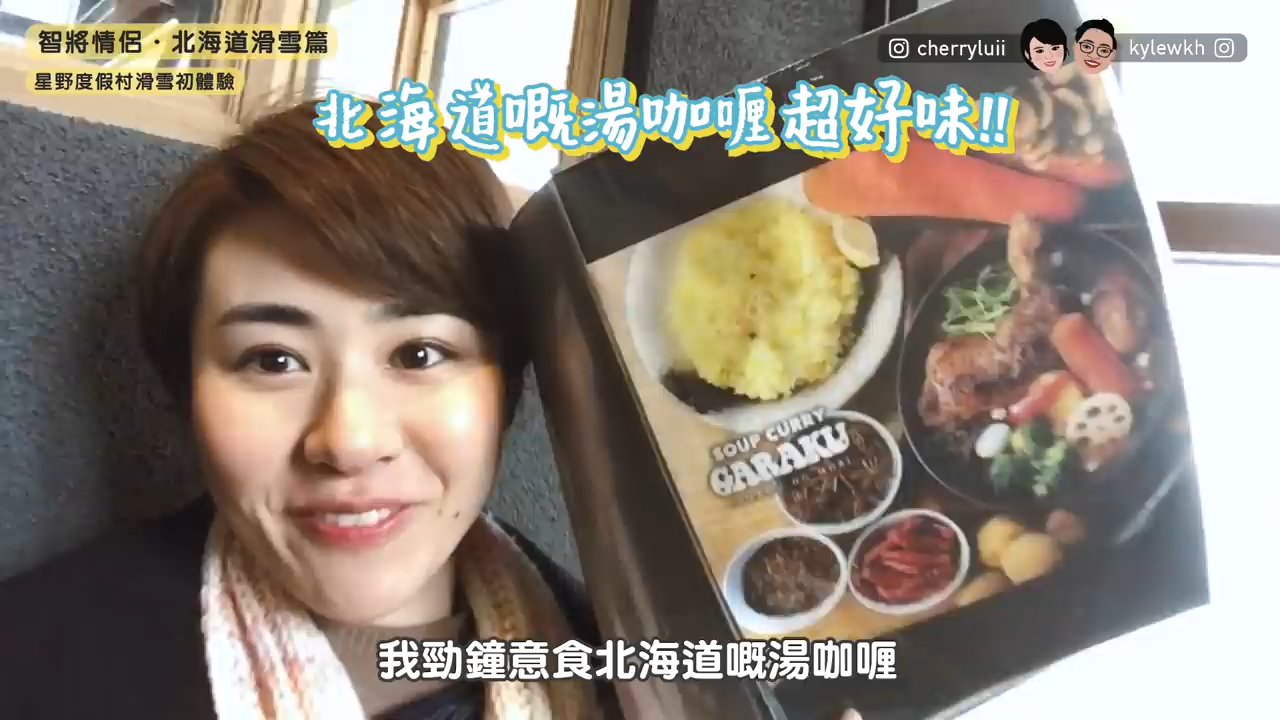 智將情侶·北海道滑雪篇
星野度假村滑雪初體驗
cherryluii
kylewkh
北海道嘅湯咖喱超好味!!
SOUP CURRY
GARAKU
我勁鐘意食北海道嘅湯咖喱